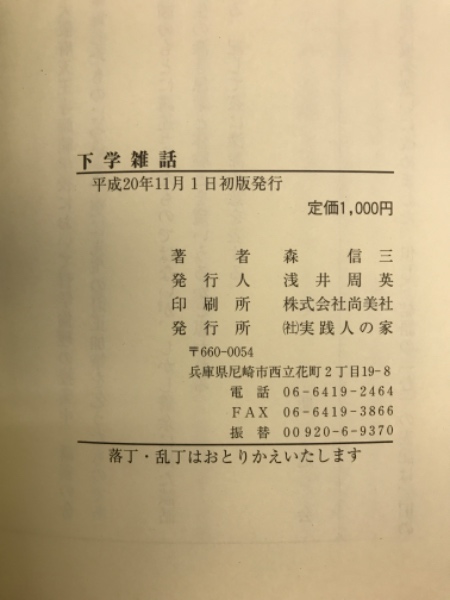 下学雑話
平成20年11月1日初版発行
定価1,000円
著者 森信三
発行人 浅井周英
印刷所 株式会社尚美社
発行所 ㈳実践人の家
〒660-0054
兵庫県尼崎市西立花町2丁目19-8
電話 06-6419-2464
FAX 06-6419-3866
振替 00920-6-9370
落丁・乱丁はおとりかえいたします